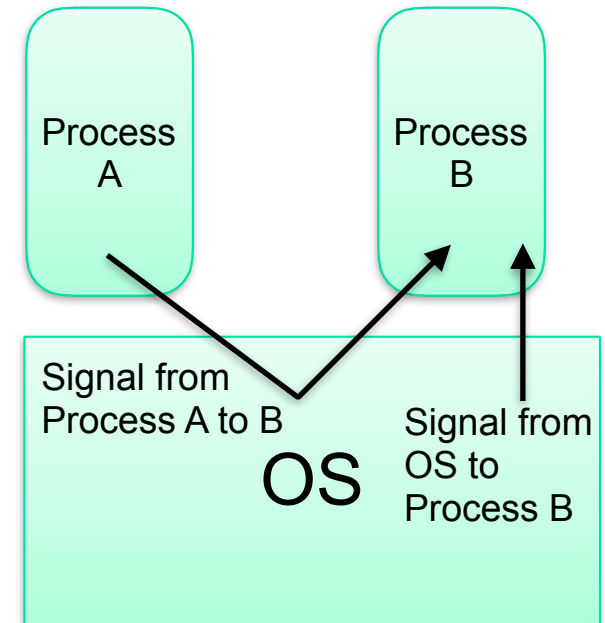 Process
A
Process
B
Signal from
Process A to B
OS
Signal from
OS to
Process B